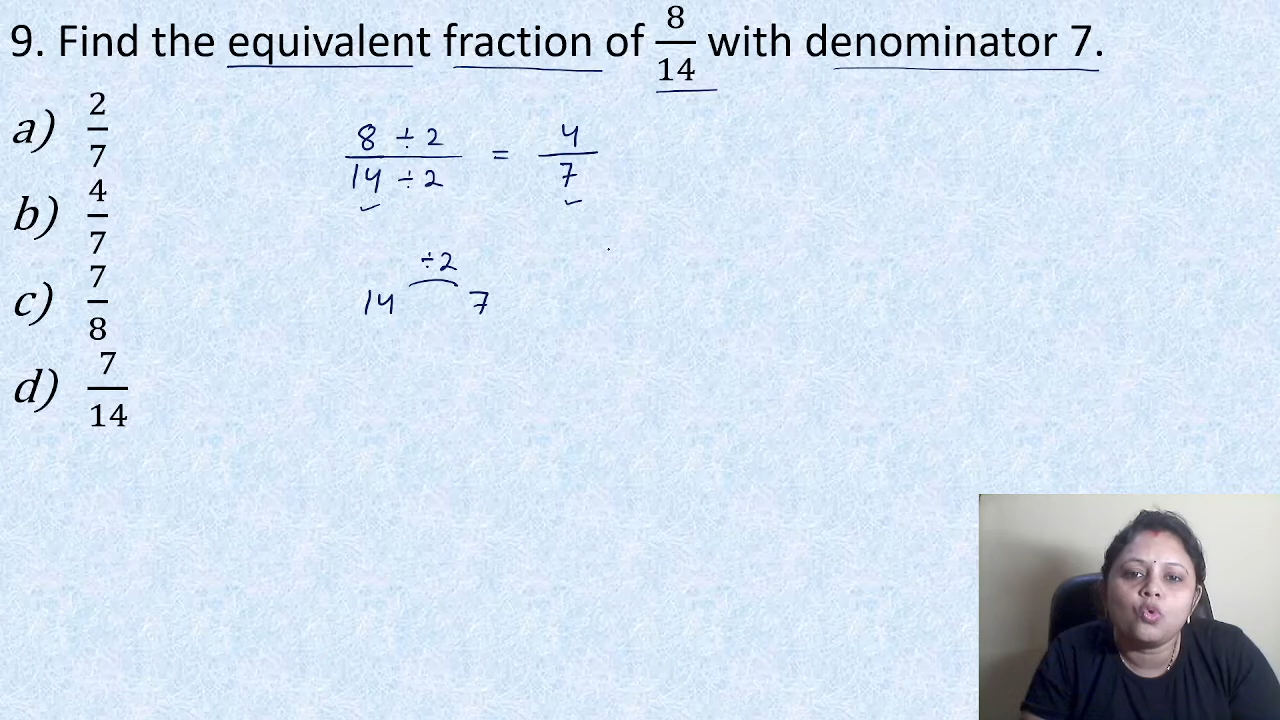 9. Find the equivalent fraction of 8/14 with denominator 7.
a) 2/7
b) 4/7
c) 7/8
d) 7/14
8 ÷ 2 / 14 ÷ 2 = 4/7
÷2
14 7